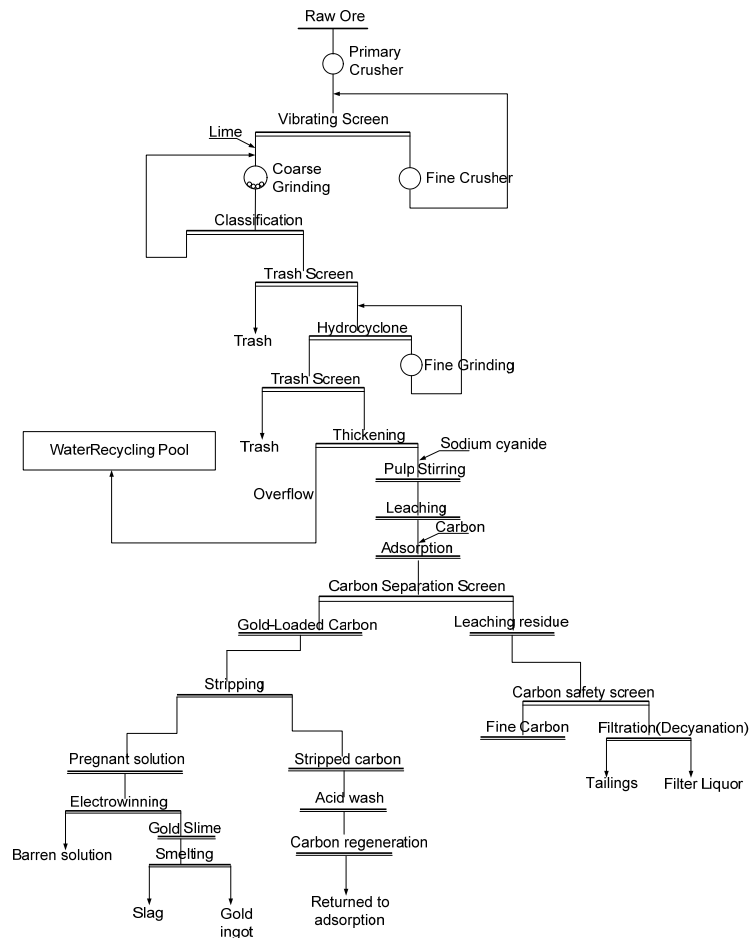 Raw Ore
Primary
Crusher
Vibrating Screen
Lime
Coarse
Grinding
Fine Crusher
Classification
Trash Screen
Trash
Hydrocyclone
Fine Grinding
Trash Screen
Trash
Thickening
Sodium cyanide
WaterRecycling Pool
Pulp Stirring
Overflow
Leaching
Carbon
Adsorption
Carbon Separation Screen
Gold-Loaded Carbon
Leaching residue
Stripping
Carbon safety screen
Fine Carbon
Filtration(Decyanation)
Pregnant solution
Stripped carbon
Tailings
Filter Liquor
Electrowinning
Acid wash
Gold Slime
Carbon regeneration
Barren solution
Smelting
Returned to
adsorption
Slag
Gold
ingot